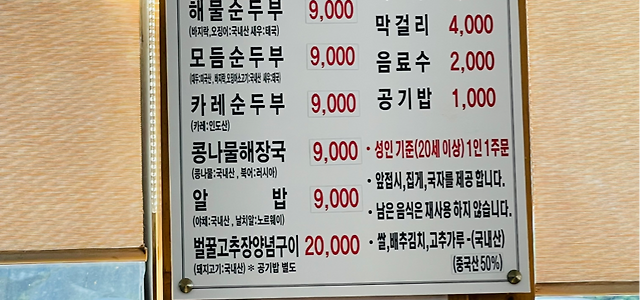 해물순두부 9,000
(바지락,오징어:국내산 새우:태국)
모듬순두부 9,000
카레순두부 9,000
(카레:인도산)
콩나물해장국 9,000
(콩나물:국내산, 북어:러시아)
알 밥 9,000
(야채:국내산, 날치알:노르웨이)
벌꿀고추장양념구이 20,000
(돼지고기:국내산) * 공기밥 별도
막걸리 4,000
음료수 2,000
공기밥 1,000
· 성인 기준(20세 이상) 1인 1주문
· 앞접시,집게,국자를 제공 합니다.
· 남은 음식은 재사용 하지 않습니다.
· 쌀,배추김치,고추가루-(국내산)
(중국산 50%)